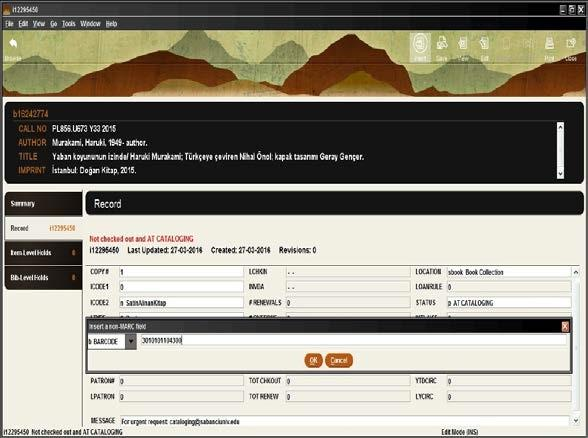 i12295450
File Edit View Go Tools Window Help
Browse Insert Save View Edit Print Close
b16242774
CALL NO PL856.U673 Y33 2015
AUTHOR Murakami, Haruki, 1949- author.
TITLE Yaban koyununun izinde/ Haruki Murakami; Türkçeye çeviren Nihal Önol; kapak tasarımı Geray Gençer.
IMPRINT İstanbul: Doğan Kitap, 2015.
Summary
Record i12295450
Item-Level Holds 0
Bib-Level Holds 0
Record
Not checked out and AT CATALOGING
i12295450 Last Updated: 27-03-2016 Created: 27-03-2016 Revisions: 0
COPY# 1 LCHKIN - - LOCATION sbook Book Collection
ICODE1 0 INVDA - - LOANRULE 0
ICODE2 n SatinAlinanKitap # RENEWALS 0 STATUS p AT CATALOGING
Insert a non-MARC field
b BARCODE
OK Cancel
PATRON# 0 TOT CHKOUT 0 YTDCIRC 0
LPATRON 0 TOT RENEW 0 LYCIRC 0
MESSAGE For urgent request: cataloging@sabanciuniv.edu
i12295450 Not checked out and AT CATALOGING Edit Mode (INS)